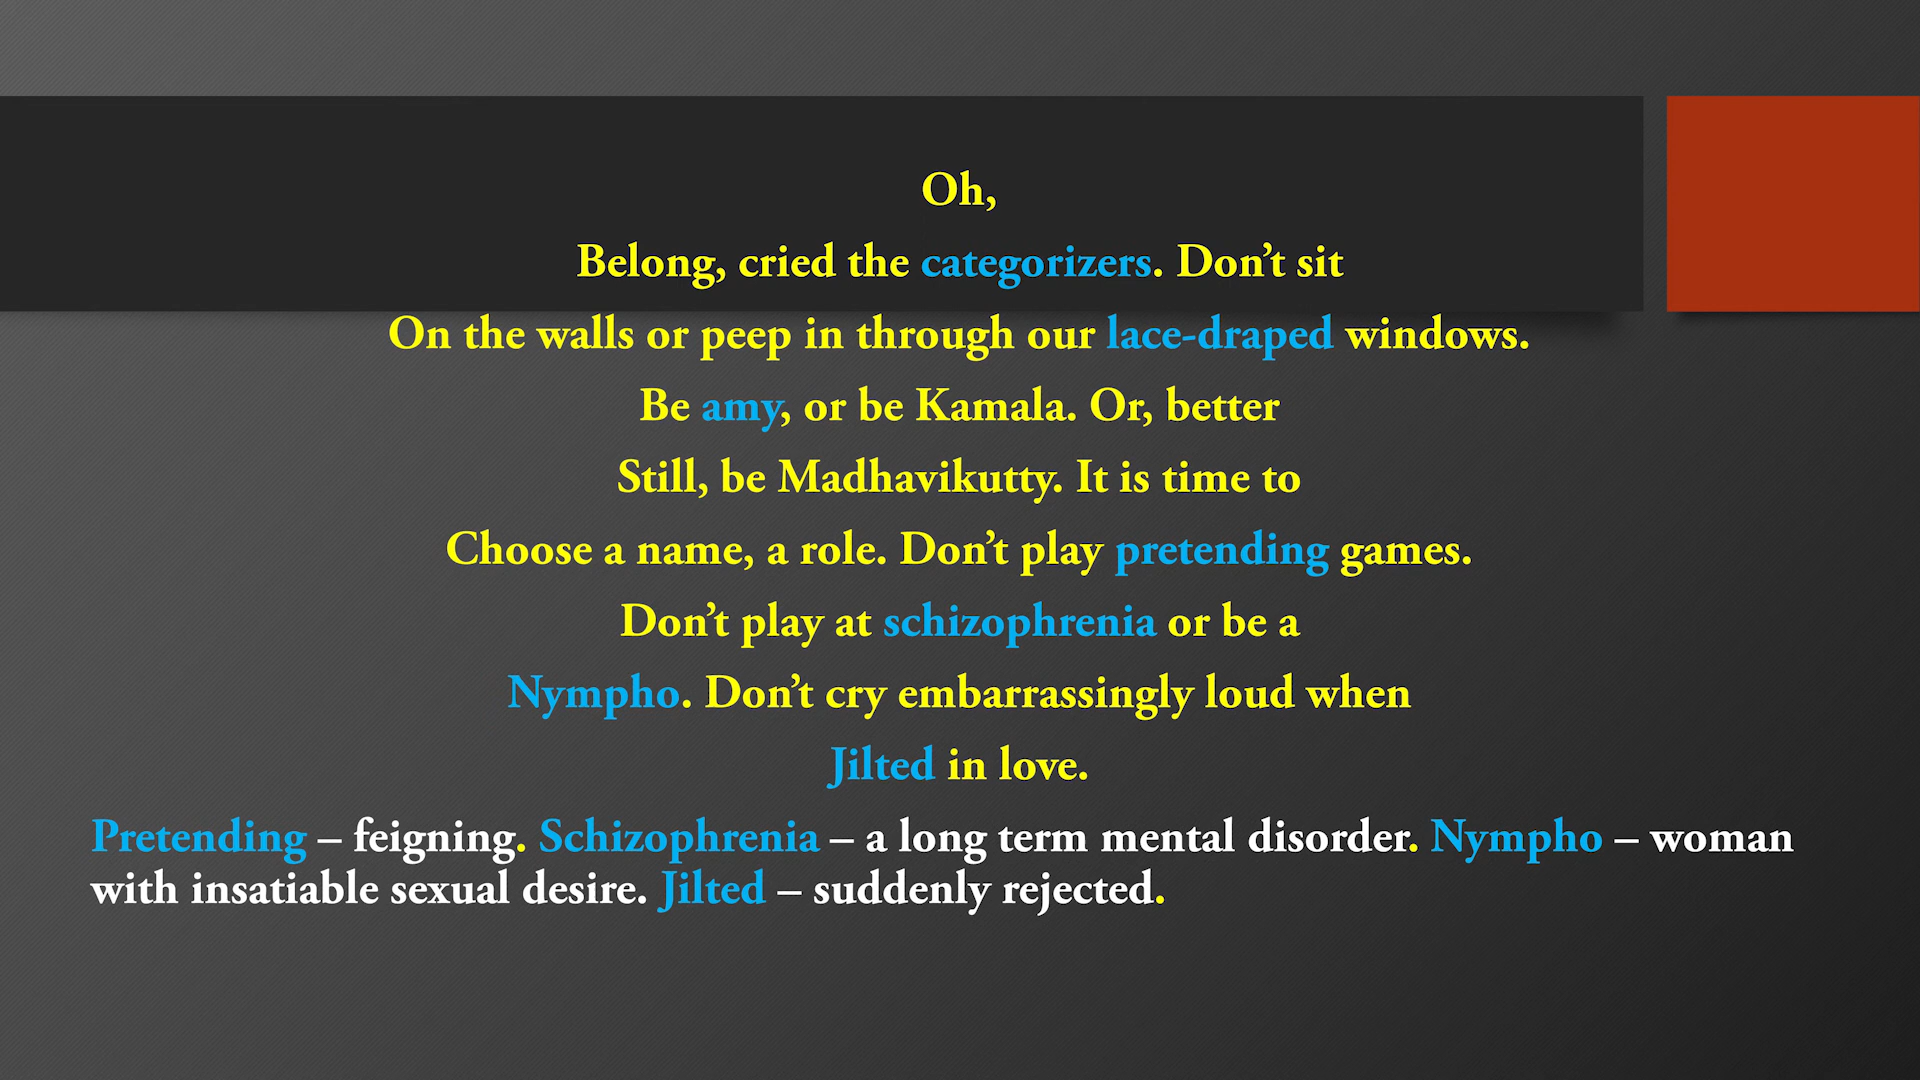 Oh,
Belong, cried the categorizers. Don’t sit
On the walls or peep in through our lace-draped windows.
Be amy, or be Kamala. Or, better
Still, be Madhavikutty. It is time to
Choose a name, a role. Don’t play pretending games.
Don’t play at schizophrenia or be a
Nympho. Don’t cry embarrassingly loud when
Jilted in love.
Pretending – feigning. Schizophrenia – a long term mental disorder. Nympho – woman
with insatiable sexual desire. Jilted – suddenly rejected.